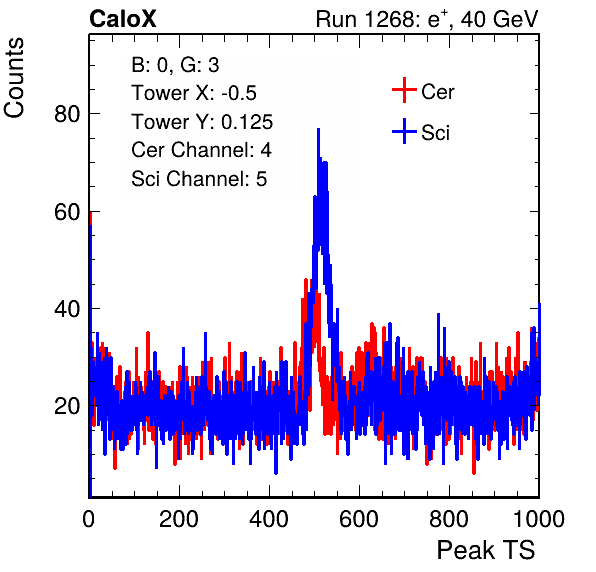 CaloX Run 1268: e⁺, 40 GeV
Counts
B: 0, G: 3
Tower X: -0.5
Tower Y: 0.125
Cer Channel: 4
Sci Channel: 5
Cer
Sci
80
60
40
20
0 200 400 600 800 1000
Peak TS